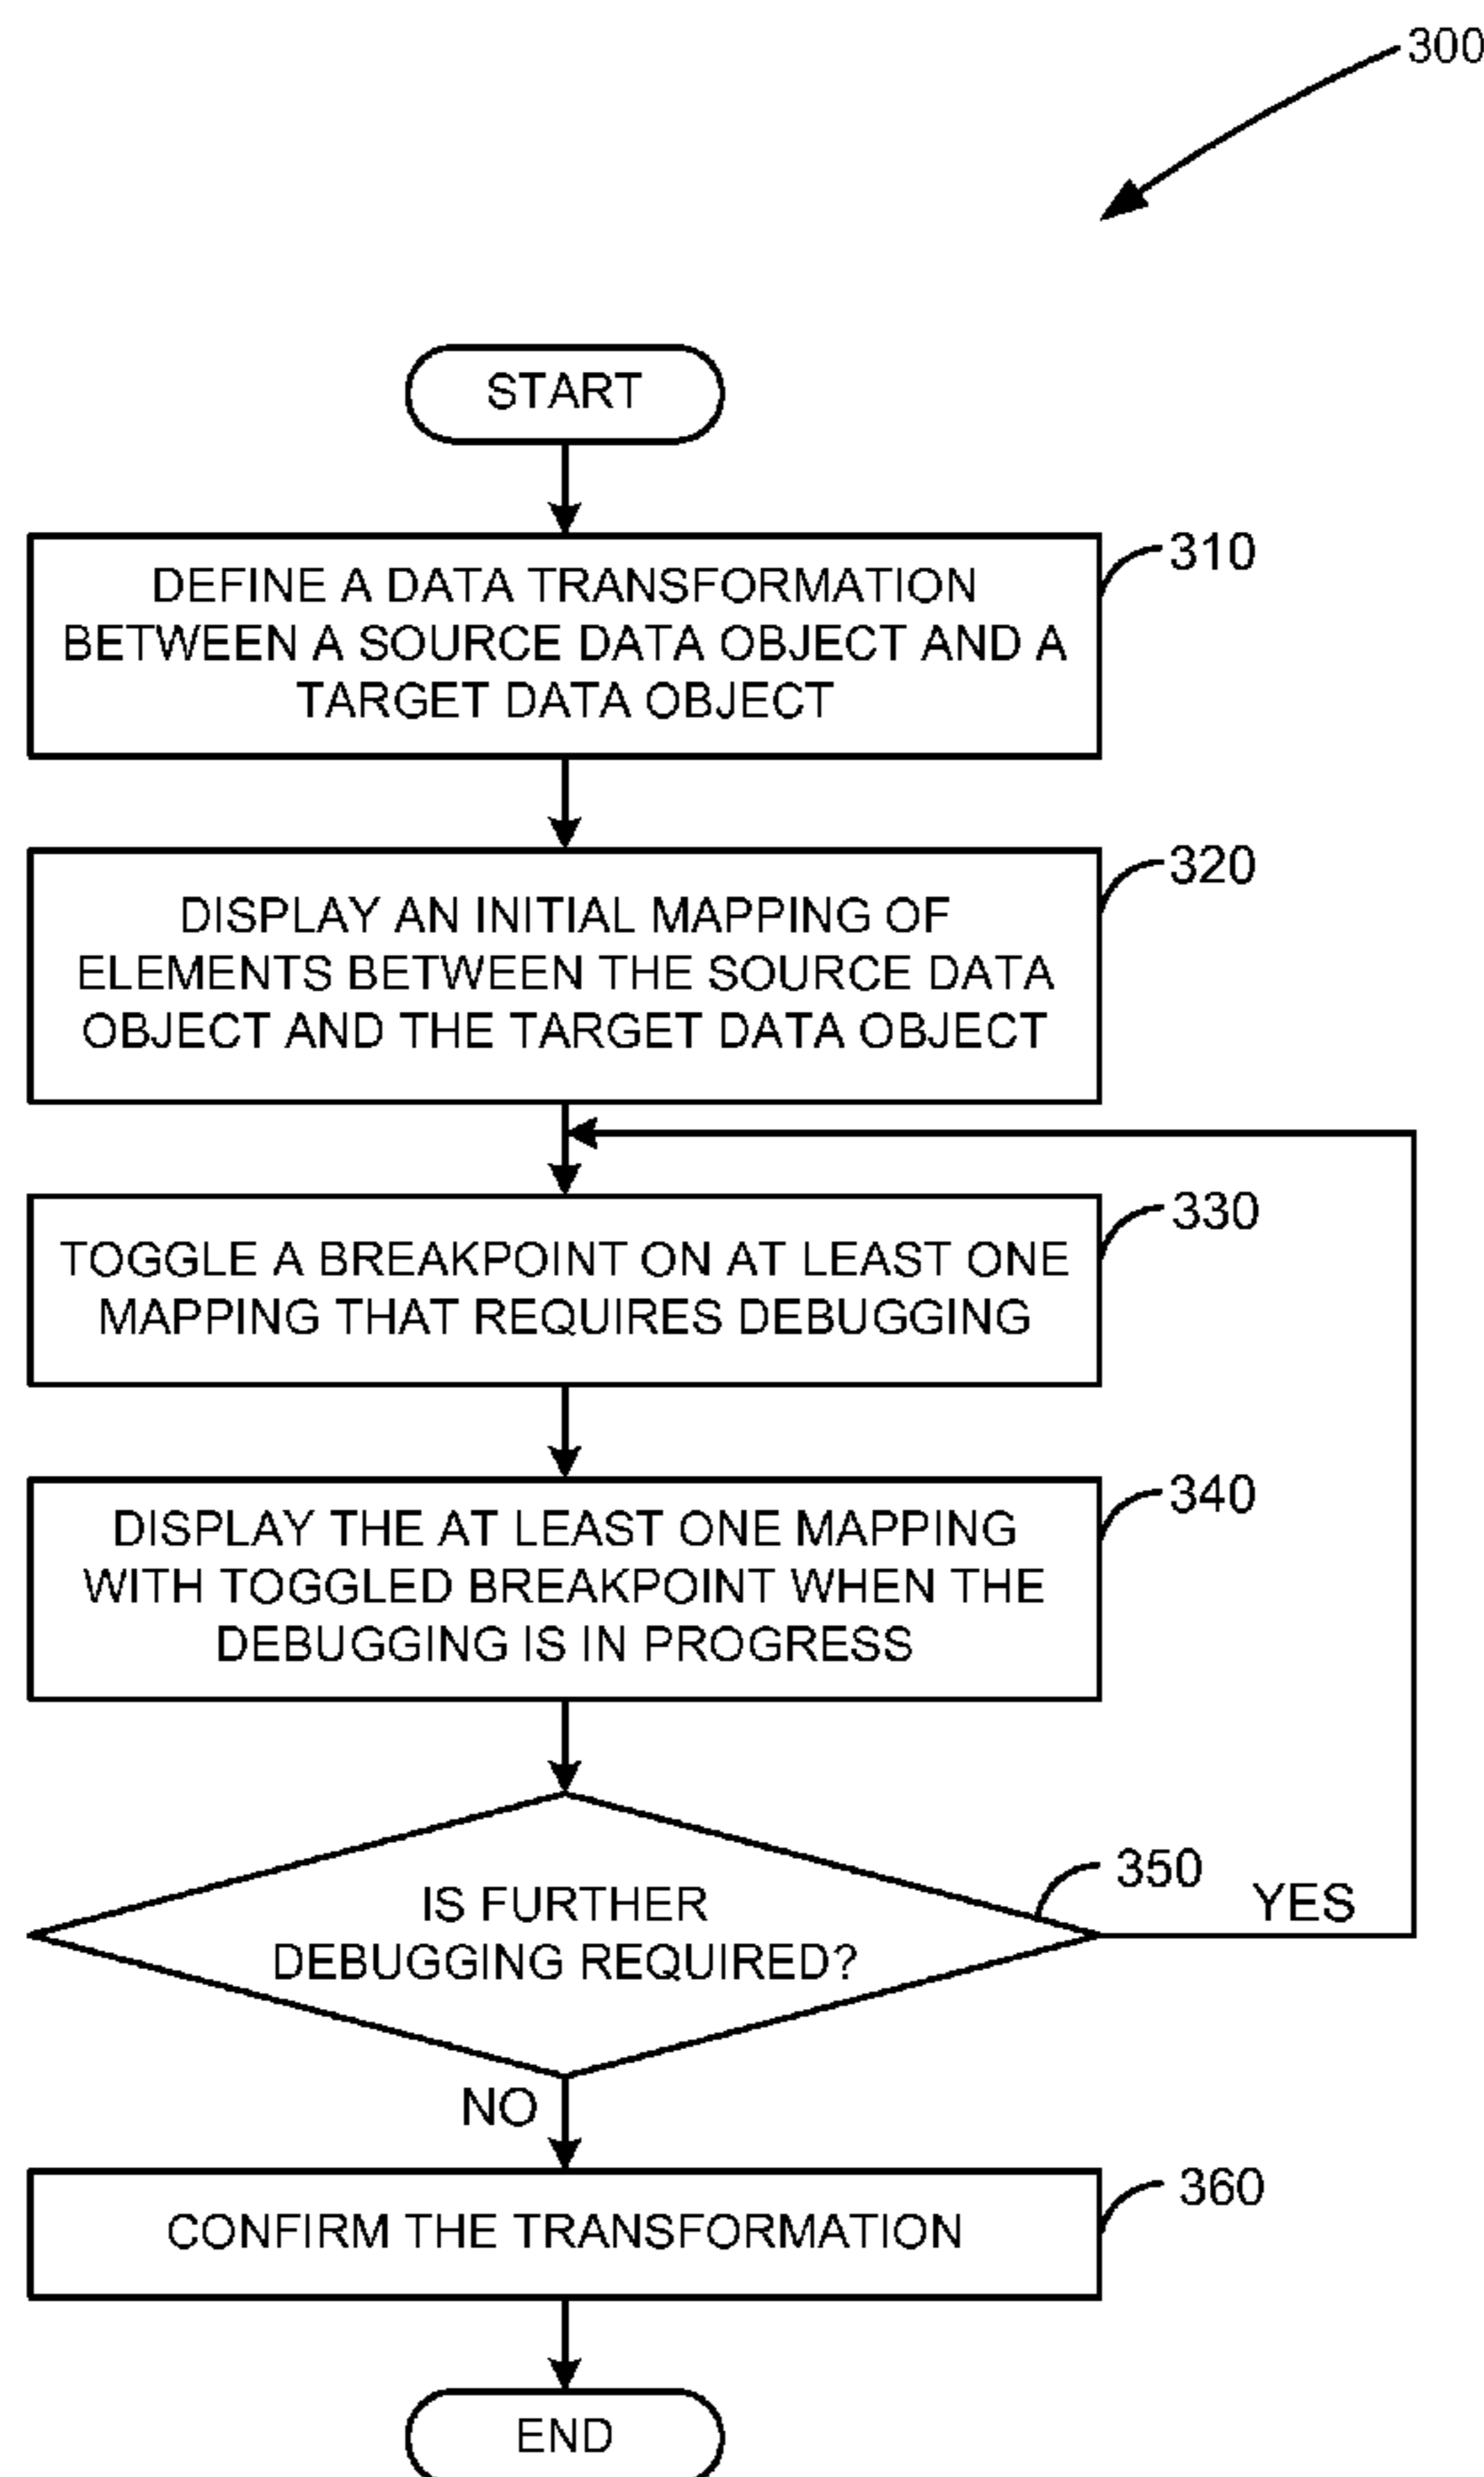 300
START
310
DEFINE A DATA TRANSFORMATION
BETWEEN A SOURCE DATA OBJECT AND A
TARGET DATA OBJECT
320
DISPLAY AN INITIAL MAPPING OF
ELEMENTS BETWEEN THE SOURCE DATA
OBJECT AND THE TARGET DATA OBJECT
330
TOGGLE A BREAKPOINT ON AT LEAST ONE
MAPPING THAT REQUIRES DEBUGGING
340
DISPLAY THE AT LEAST ONE MAPPING
WITH TOGGLED BREAKPOINT WHEN THE
DEBUGGING IS IN PROGRESS
350
IS FURTHER
DEBUGGING REQUIRED?
YES
NO
360
CONFIRM THE TRANSFORMATION
END